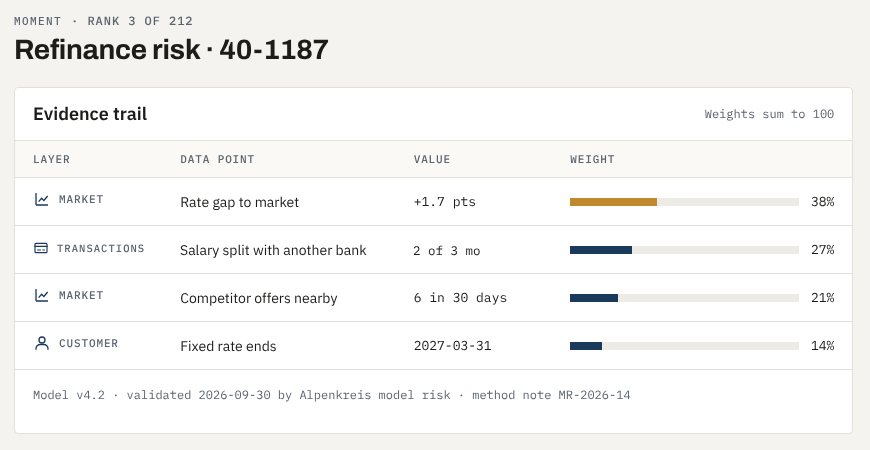 MOMENT · RANK 3 OF 212
Refinance risk · 40-1187
Evidence trail
Weights sum to 100
LAYER DATA POINT VALUE WEIGHT
MARKET Rate gap to market +1.7 pts 38%
TRANSACTIONS Salary split with another bank 2 of 3 mo 27%
MARKET Competitor offers nearby 6 in 30 days 21%
CUSTOMER Fixed rate ends 2027-03-31 14%
Model v4.2 · validated 2026-09-30 by Alpenkreis model risk · method note MR-2026-14